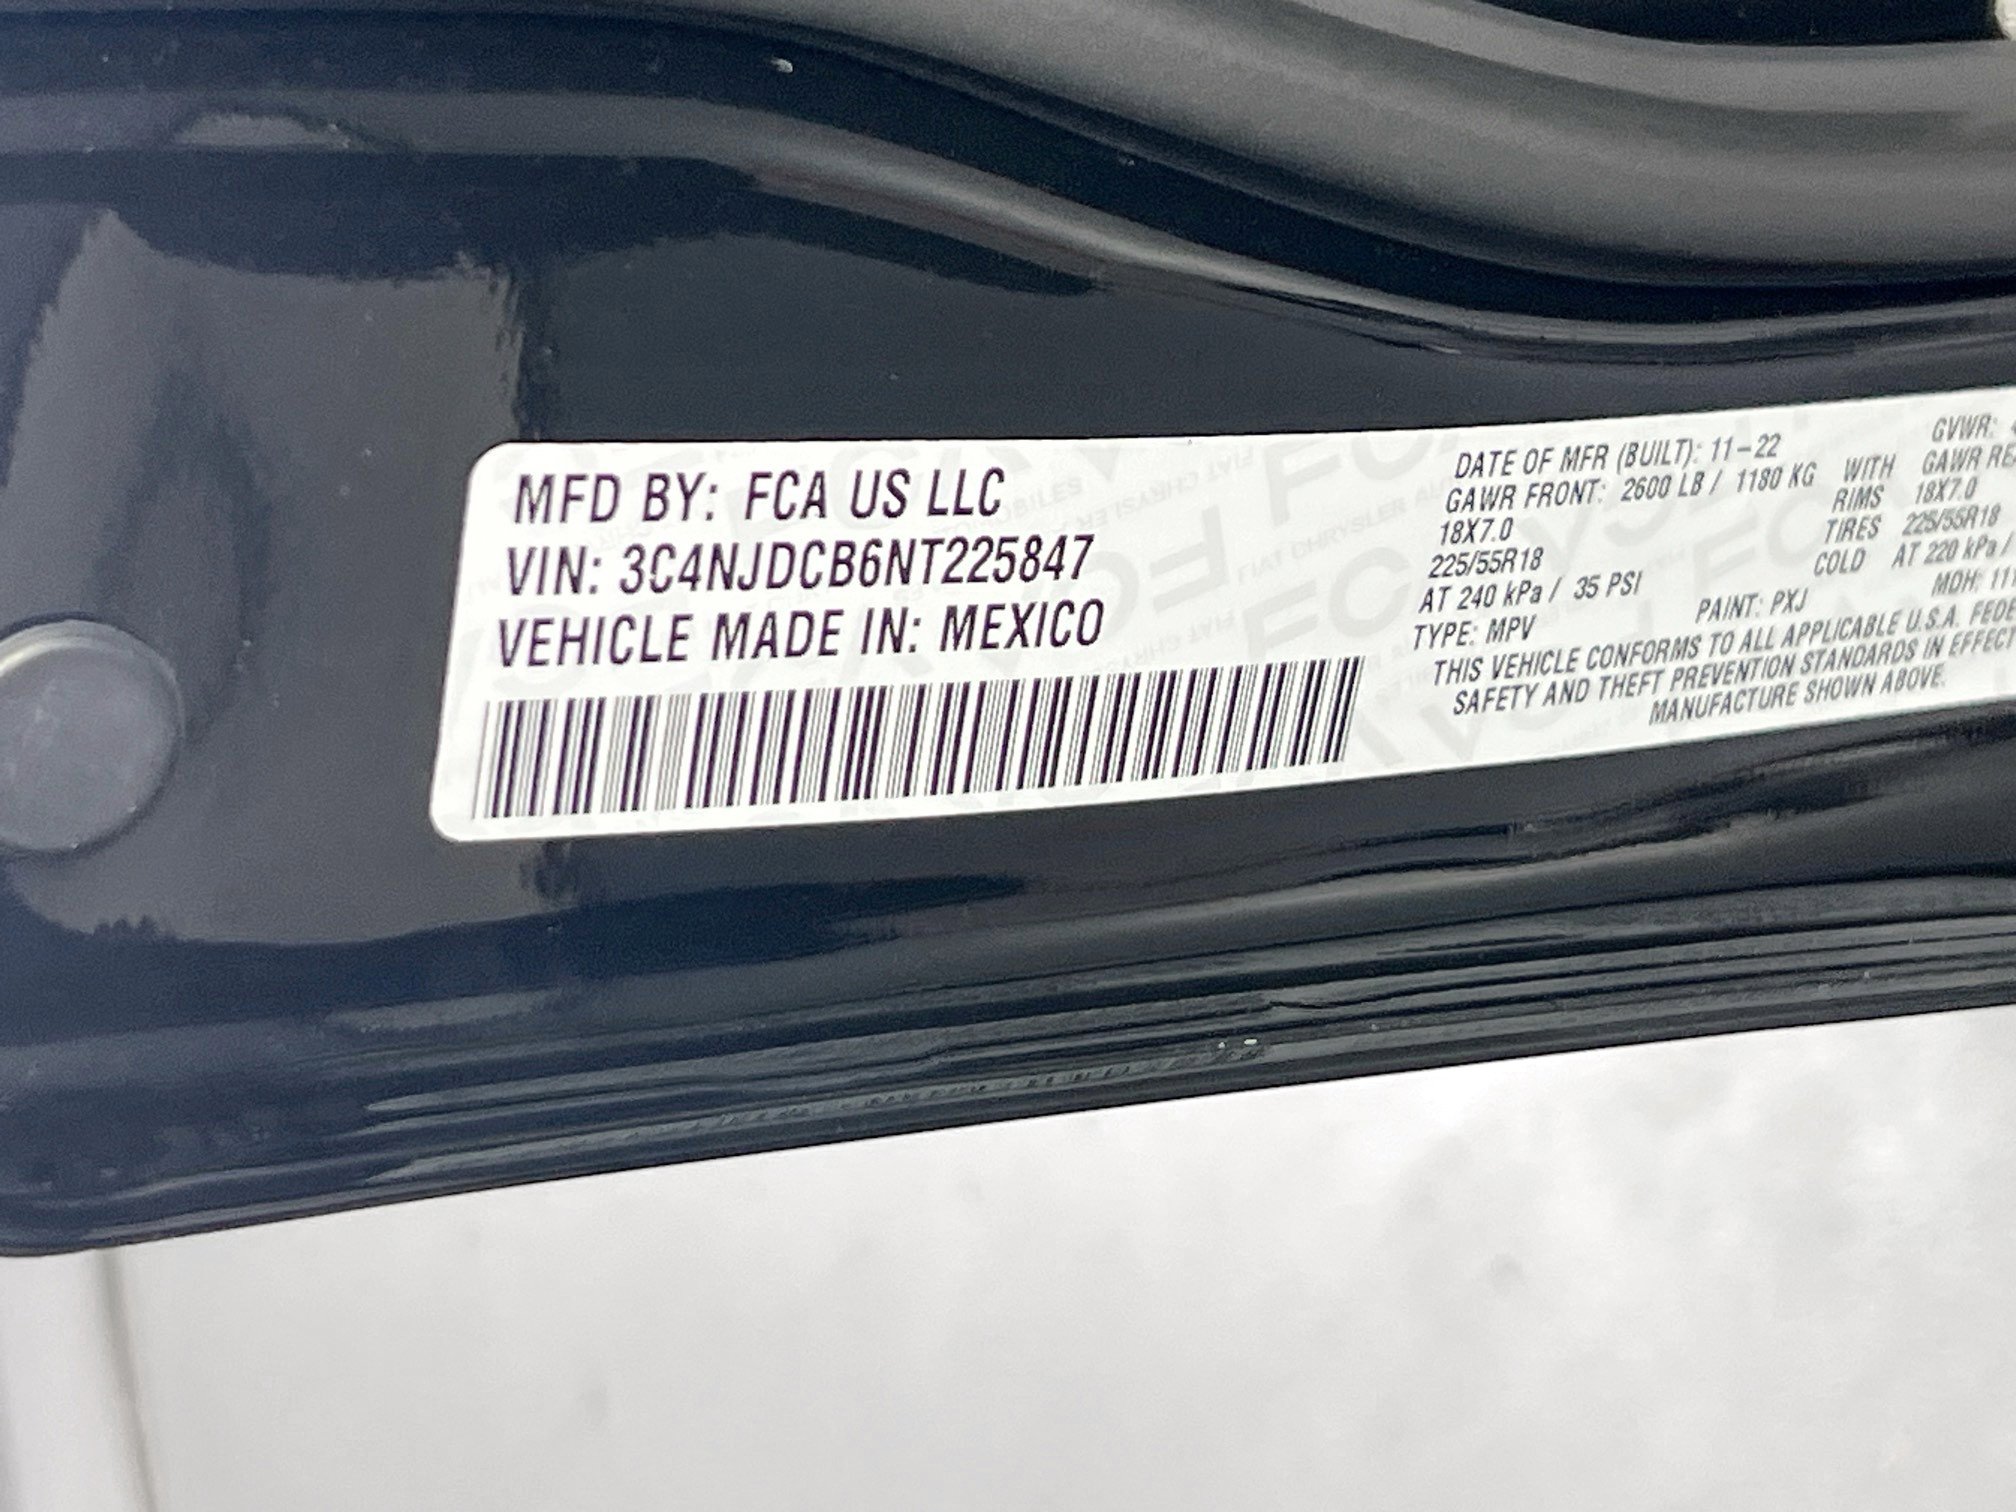 MFD BY: FCA US LLC
VIN: 3C4NJDCB6NT225847
VEHICLE MADE IN: MEXICO
DATE OF MFR (BUILT): 11-22
GVWR:
GAWR FRONT: 2600 LB / 1180 KG WITH GAWR
18X7.0 RIMS 18X7.0
225/55R18 TIRES 225/55R18
AT 240 kPa / 35 PSI COLD AT 220 kPa /
TYPE: MPV PAINT: PXJ MDH:
THIS VEHICLE CONFORMS TO ALL APPLICABLE U.S.A.
SAFETY AND THEFT PREVENTION STANDARDS IN EFFECT
MANUFACTURE SHOWN ABOVE.